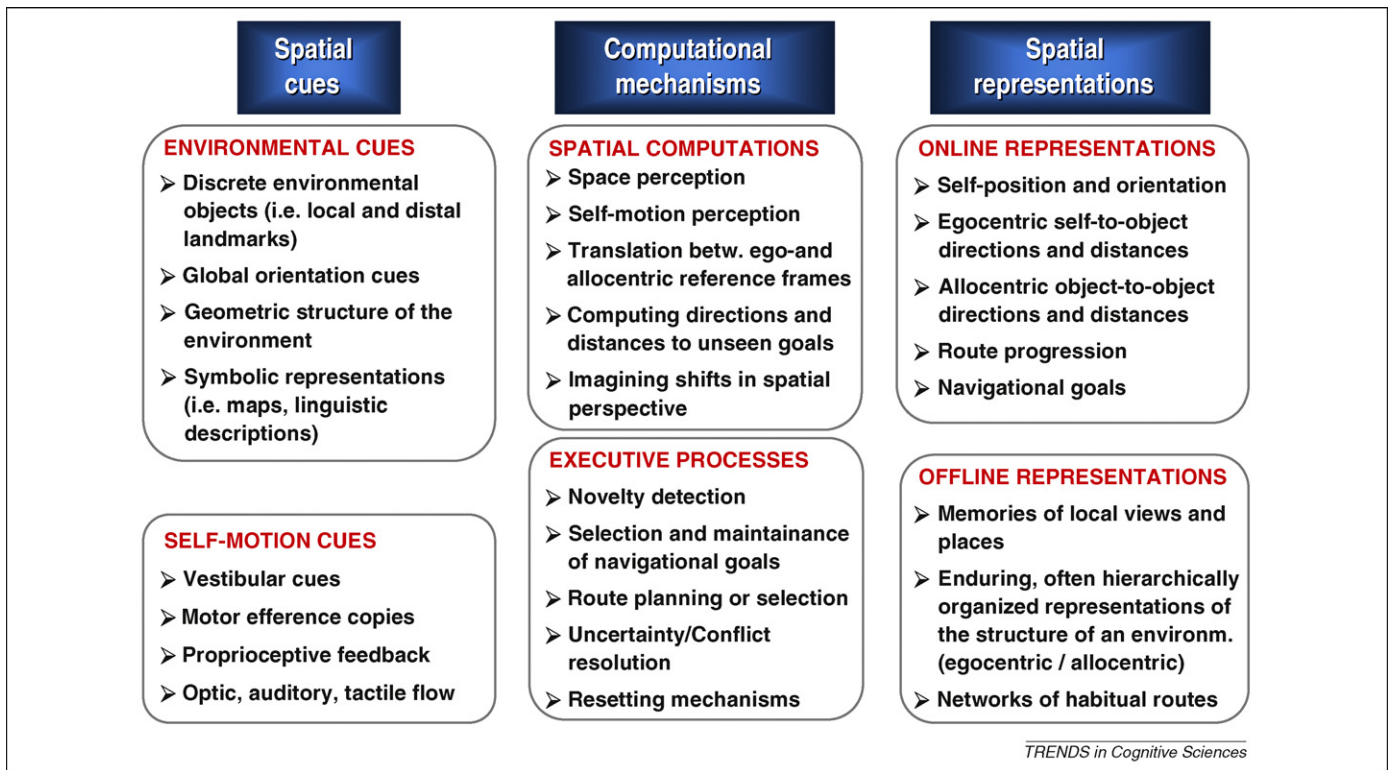 Spatial
cues
Computational
mechanisms
Spatial
representations
ENVIRONMENTAL CUES
➢ Discrete environmental
objects (i.e. local and distal
landmarks)
➢ Global orientation cues
➢ Geometric structure of the
environment
➢ Symbolic representations
(i.e. maps, linguistic
descriptions)
SELF-MOTION CUES
➢ Vestibular cues
➢ Motor efference copies
➢ Proprioceptive feedback
➢ Optic, auditory, tactile flow
SPATIAL COMPUTATIONS
➢ Space perception
➢ Self-motion perception
➢ Translation betw. ego-and
allocentric reference frames
➢ Computing directions and
distances to unseen goals
➢ Imagining shifts in spatial
perspective
EXECUTIVE PROCESSES
➢ Novelty detection
➢ Selection and maintainance
of navigational goals
➢ Route planning or selection
➢ Uncertainty/Conflict
resolution
➢ Resetting mechanisms
ONLINE REPRESENTATIONS
➢ Self-position and orientation
➢ Egocentric self-to-object
directions and distances
➢ Allocentric object-to-object
directions and distances
➢ Route progression
➢ Navigational goals
OFFLINE REPRESENTATIONS
➢ Memories of local views and
places
➢ Enduring, often hierarchically
organized representations of
the structure of an environm.
(egocentric / allocentric)
➢ Networks of habitual routes
TRENDS in Cognitive Sciences